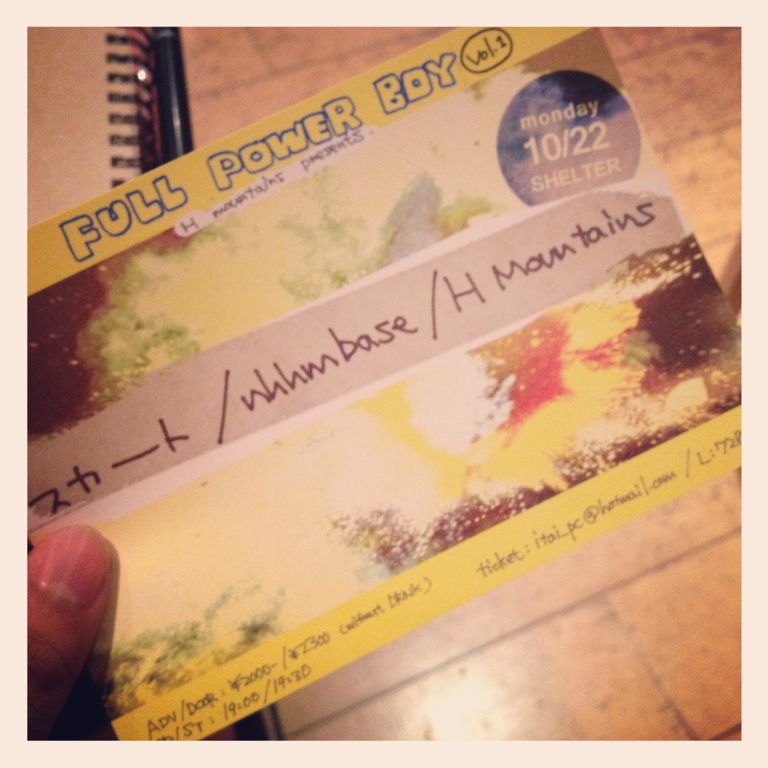 FULL POWER BOY vol.1
H mountains presents.
monday
10/22
SHELTER
スカート/nhhmbase/H Mountains
ticket: itai_pc@hotmail.com / L:728
ADV/DOOR: ¥2000-/¥2300 (without DRINK)
/ST: 19:00/19:30